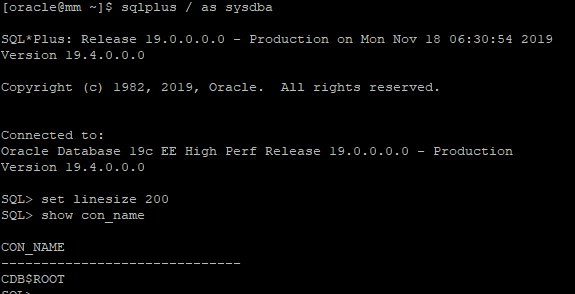 [oracle@mm ~]$ sqlplus / as sysdba
SQL*Plus: Release 19.0.0.0.0 - Production on Mon Nov 18 06:30:54 2019
Version 19.4.0.0.0
Copyright (c) 1982, 2019, Oracle.  All rights reserved.
Connected to:
Oracle Database 19c EE High Perf Release 19.0.0.0.0 - Production
Version 19.4.0.0.0
SQL> set linesize 200
SQL> show con_name
CON_NAME
------------------------------
CDB$ROOT
SQL>